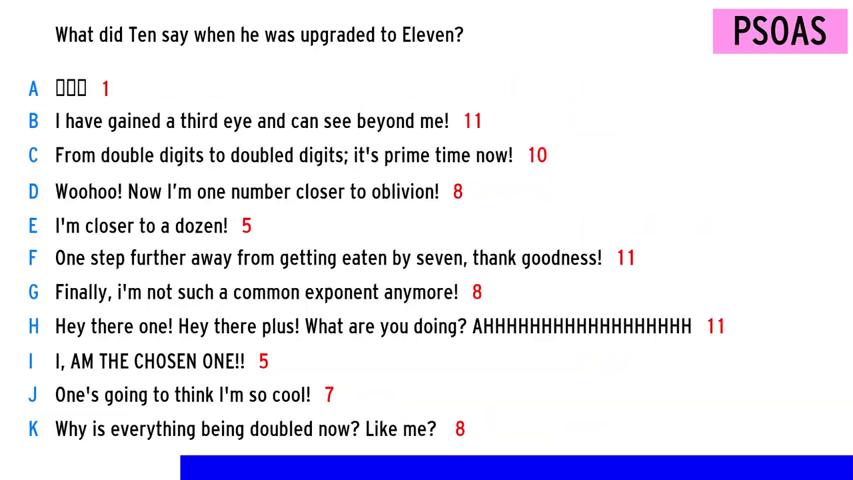 What did Ten say when he was upgraded to Eleven?
PSOAS
A 1
B I have gained a third eye and can see beyond me! 11
C From double digits to doubled digits; it's prime time now! 10
D Woohoo! Now I’m one number closer to oblivion! 8
E I'm closer to a dozen! 5
F One step further away from getting eaten by seven, thank goodness! 11
G Finally, i'm not such a common exponent anymore! 8
H Hey there one! Hey there plus! What are you doing? AHHHHHHHHHHHHHHHHHH 11
I I, AM THE CHOSEN ONE!! 5
J One's going to think I'm so cool! 7
K Why is everything being doubled now? Like me? 8